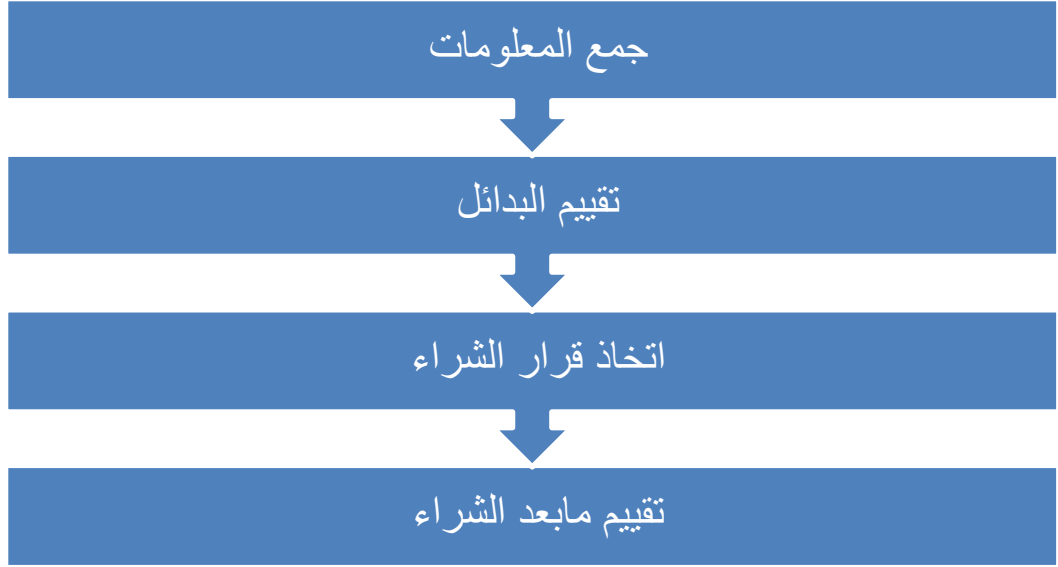 جمع المعلومات
تقييم البدائل
اتخاذ قرار الشراء
تقييم مابعد الشراء